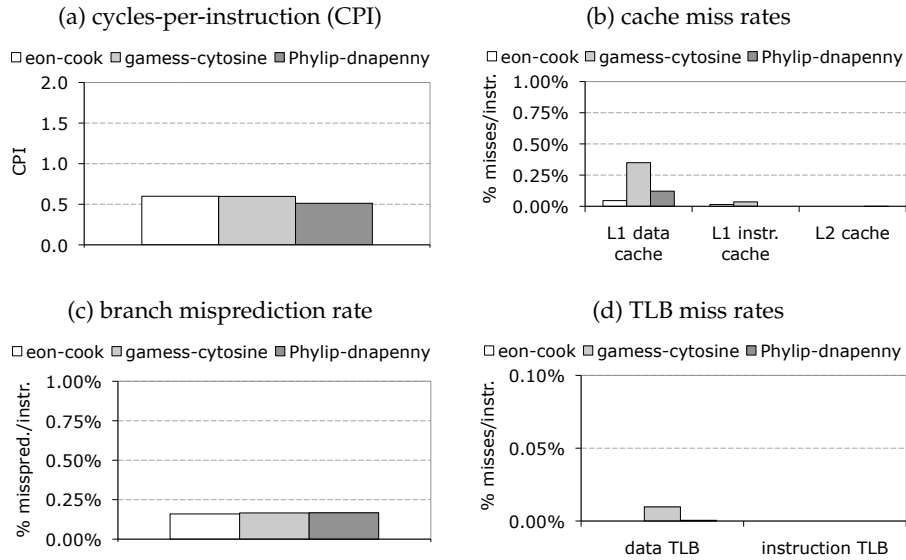 (a) cycles-per-instruction (CPI)
eon-cook gamess-cytosine Phylip-dnapenny
2.0
1.5
1.0
0.5
0.0
CPI
(b) cache miss rates
eon-cook gamess-cytosine Phylip-dnapenny
1.00%
0.75%
0.50%
0.25%
0.00%
% misses/instr.
L1 data cache
L1 instr. cache
L2 cache
(c) branch misprediction rate
eon-cook gamess-cytosine Phylip-dnapenny
1.00%
0.75%
0.50%
0.25%
0.00%
% misspred./instr.
(d) TLB miss rates
eon-cook gamess-cytosine Phylip-dnapenny
0.10%
0.05%
0.00%
% misses/instr.
data TLB
instruction TLB